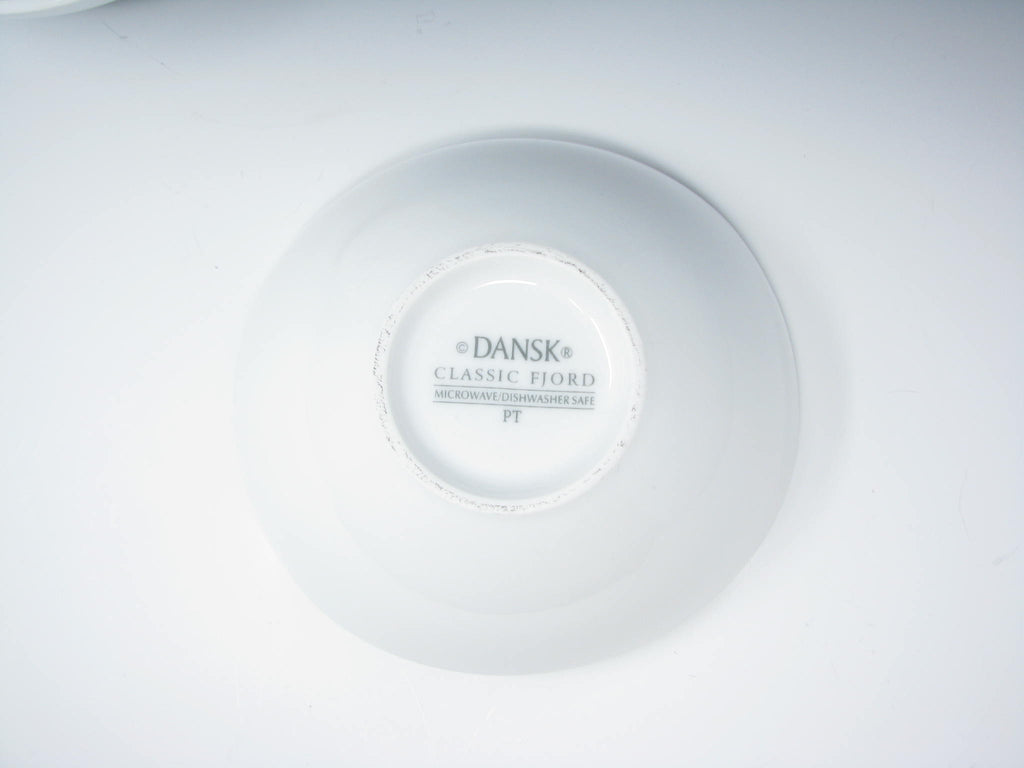 © DANSK ®
CLASSIC FJORD
MICROWAVE/DISHWASHER SAFE
PT